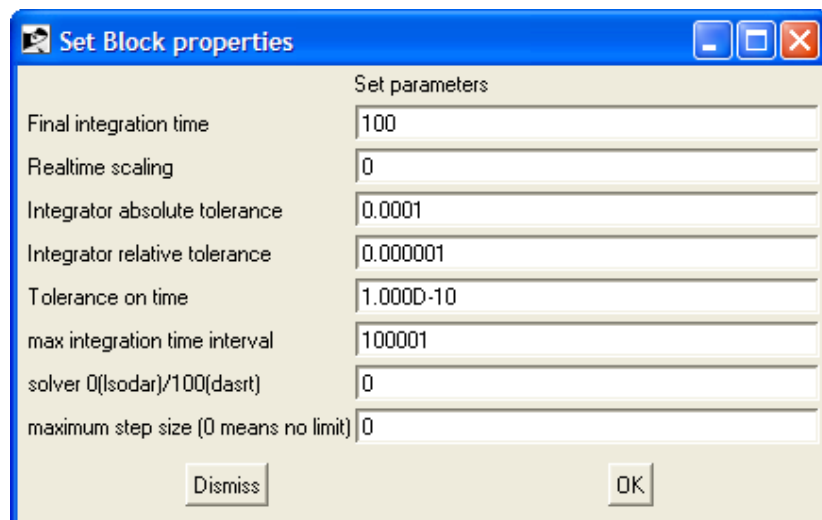 Set Block properties
Set parameters
Final integration time 100
Realtime scaling 0
Integrator absolute tolerance 0.0001
Integrator relative tolerance 0.000001
Tolerance on time 1.000D-10
max integration time interval 100001
solver 0(lsodar)/100(dasrt) 0
maximum step size (0 means no limit) 0
Dismiss OK